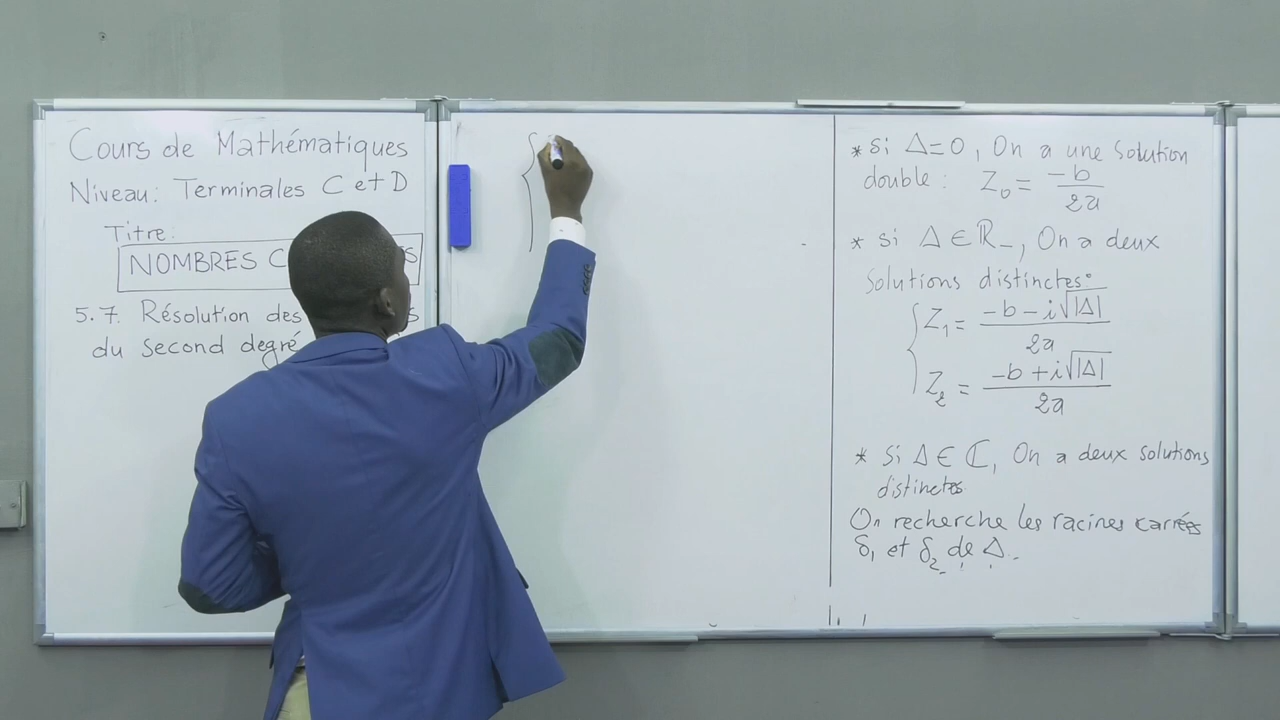 Cours de Mathématiques
Niveau: Terminales C et D
Titre:
NOMBRES
5.7. Résolution des
du second degré
* Si Δ=0, On a une solution
double: Z₀ = -b/2a
* si Δ ∈ ℝ₋, On a deux
Solutions distinctes:
Z₁ = (-b - i√|Δ|)/2a
Z₂ = (-b + i√|Δ|)/2a
* Si Δ ∈ ℂ, On a deux solutions
distinctes
On recherche les racines carrées
δ₁ et δ₂ de Δ.